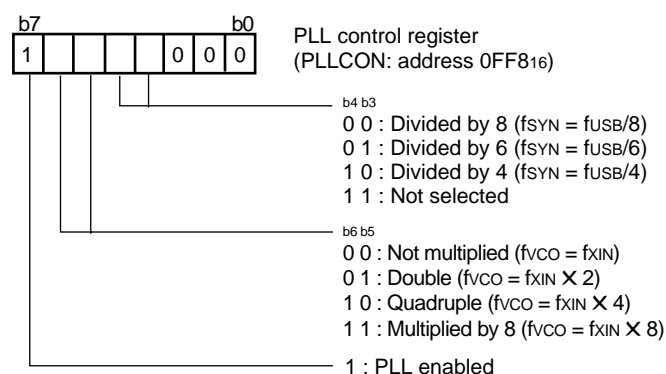 b7 b0
1 0 0 0
PLL control register
(PLLCON: address 0FF816)
b4 b3
0 0 : Divided by 8 (fSYN = fUSB/8)
0 1 : Divided by 6 (fSYN = fUSB/6)
1 0 : Divided by 4 (fSYN = fUSB/4)
1 1 : Not selected
b6 b5
0 0 : Not multiplied (fVCO = fXIN)
0 1 : Double (fVCO = fXIN X 2)
1 0 : Quadruple (fVCO = fXIN X 4)
1 1 : Multiplied by 8 (fVCO = fXIN X 8)
1 : PLL enabled